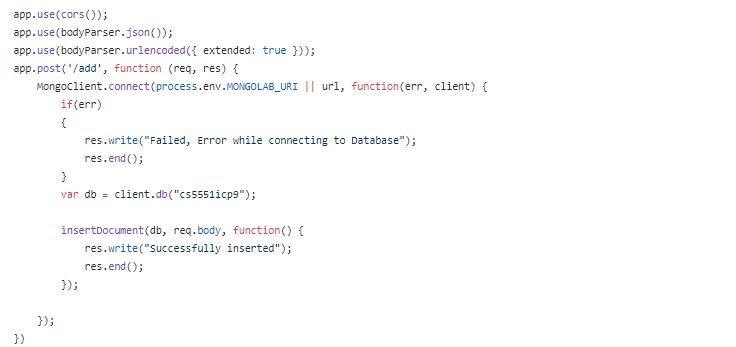 app.use(cors());
app.use(bodyParser.json());
app.use(bodyParser.urlencoded({ extended: true }));
app.post('/add', function (req, res) {
    MongoClient.connect(process.env.MONGOLAB_URI || url, function(err, client) {
        if(err)
        {
            res.write("Failed, Error while connecting to Database");
            res.end();
        }
        var db = client.db("cs5551icp9");
        insertDocument(db, req.body, function() {
            res.write("Successfully inserted");
            res.end();
        });
    });
})